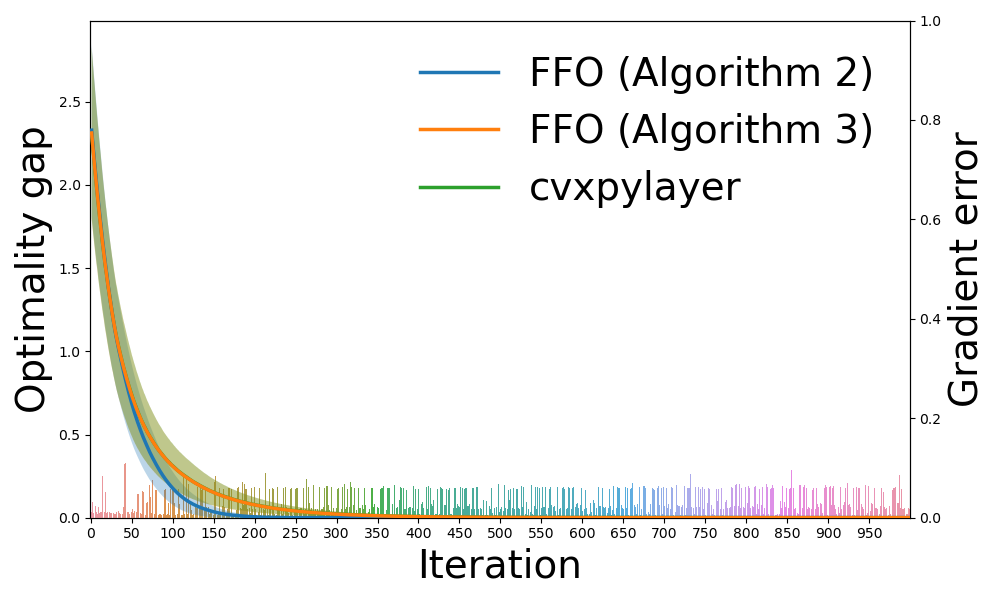 FFO (Algorithm 2)
FFO (Algorithm 3)
cvxpylayer
Optimality gap
2.5
2.0
1.5
1.0
0.5
0.0
Gradient error
1.0
0.8
0.6
0.4
0.2
0.0
0 50 100 150 200 250 300 350 400 450 500 550 600 650 700 750 800 850 900 950
Iteration